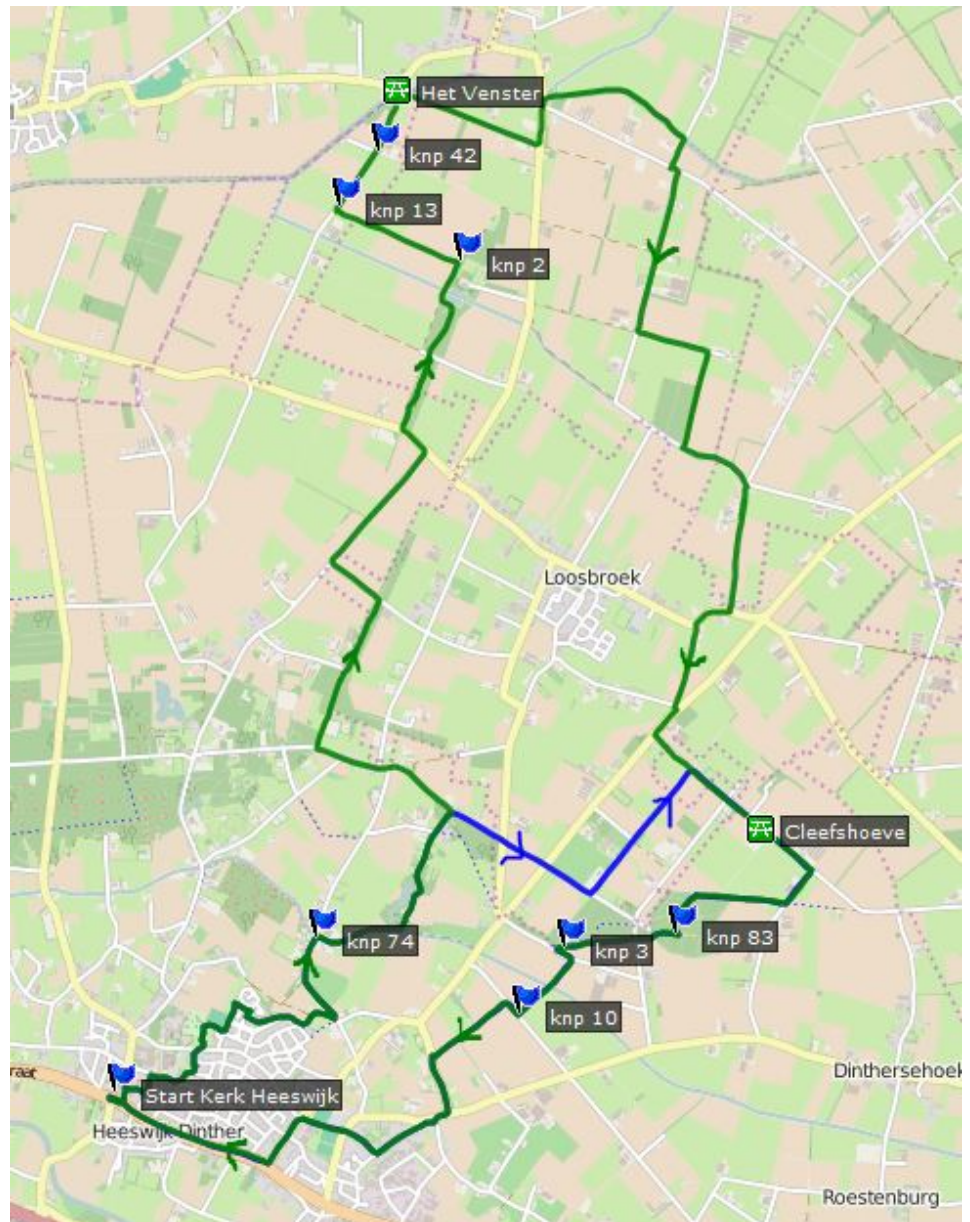 Het Venster
knp 42
knp 13
knp 2
Loosbroek
Cleefshoeve
knp 74
knp 3
knp 83
knp 10
raat
Start Kerk Heeswijk
Dinthersehoek
Heeswijk-Dinther
Roestenburg